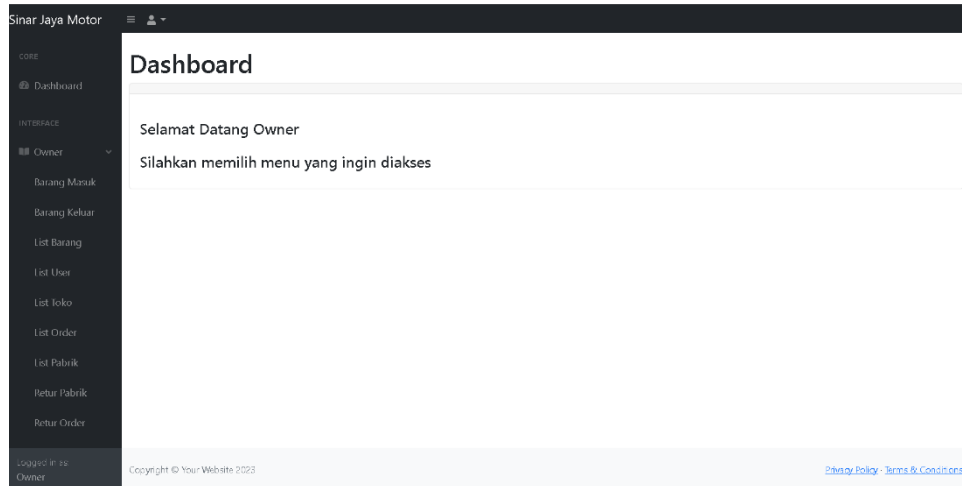 Sinar Jaya Motor
CORE
Dashboard
INTERFACE
Owner
Barang Masuk
Barang Keluar
List Barang
List User
List Toko
List Order
List Pabrik
Retur Pabrik
Retur Order
Logged in as:
Owner
Dashboard
Selamat Datang Owner
Silahkan memilih menu yang ingin diakses
Copyright © Your Website 2023
Privacy Policy · Terms & Conditions